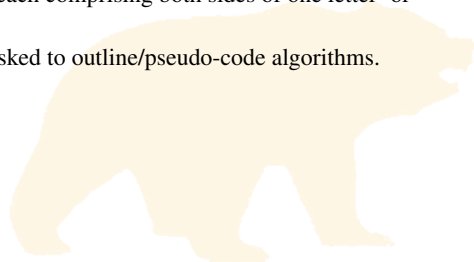 each comprising both sides of one letter- or
sked to outline/pseudo-code algorithms.